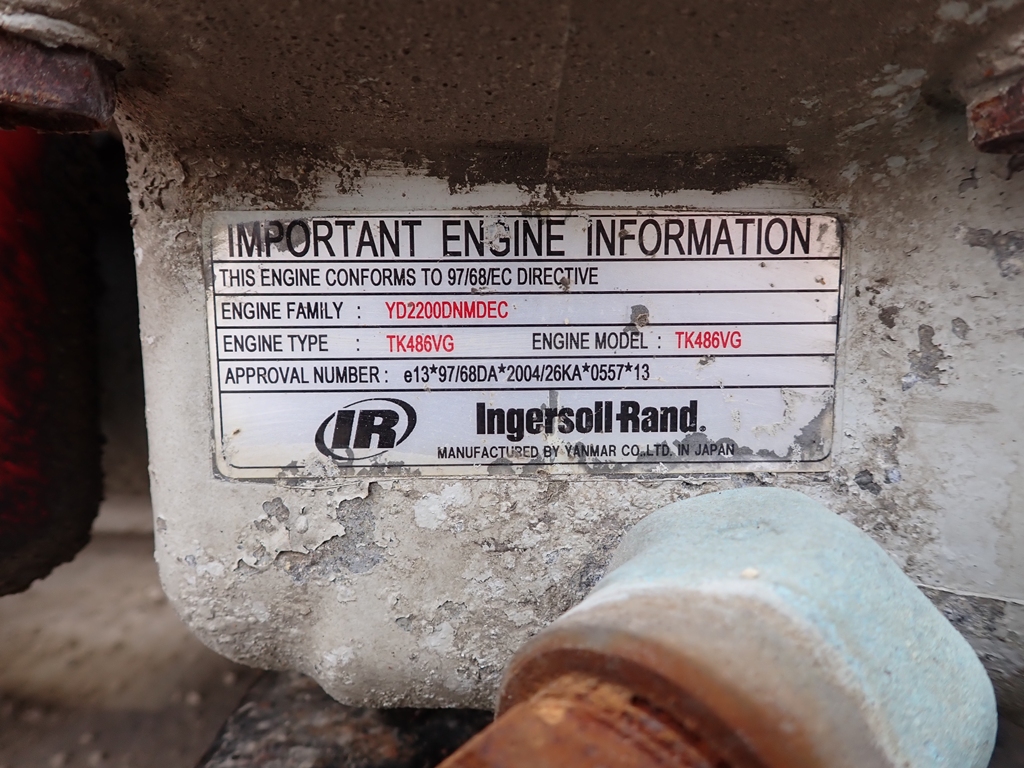 IMPORTANT ENGINE INFORMATION
THIS ENGINE CONFORMS TO 97/68/EC DIRECTIVE
ENGINE FAMILY : YD2200DNMDEC
ENGINE TYPE : TK486VG ENGINE MODEL : TK486VG
APPROVAL NUMBER : e13*97/68DA*2004/26KA*0557*13
IR Ingersoll-Rand.
MANUFACTURED BY YANMAR CO.,LTD. IN JAPAN